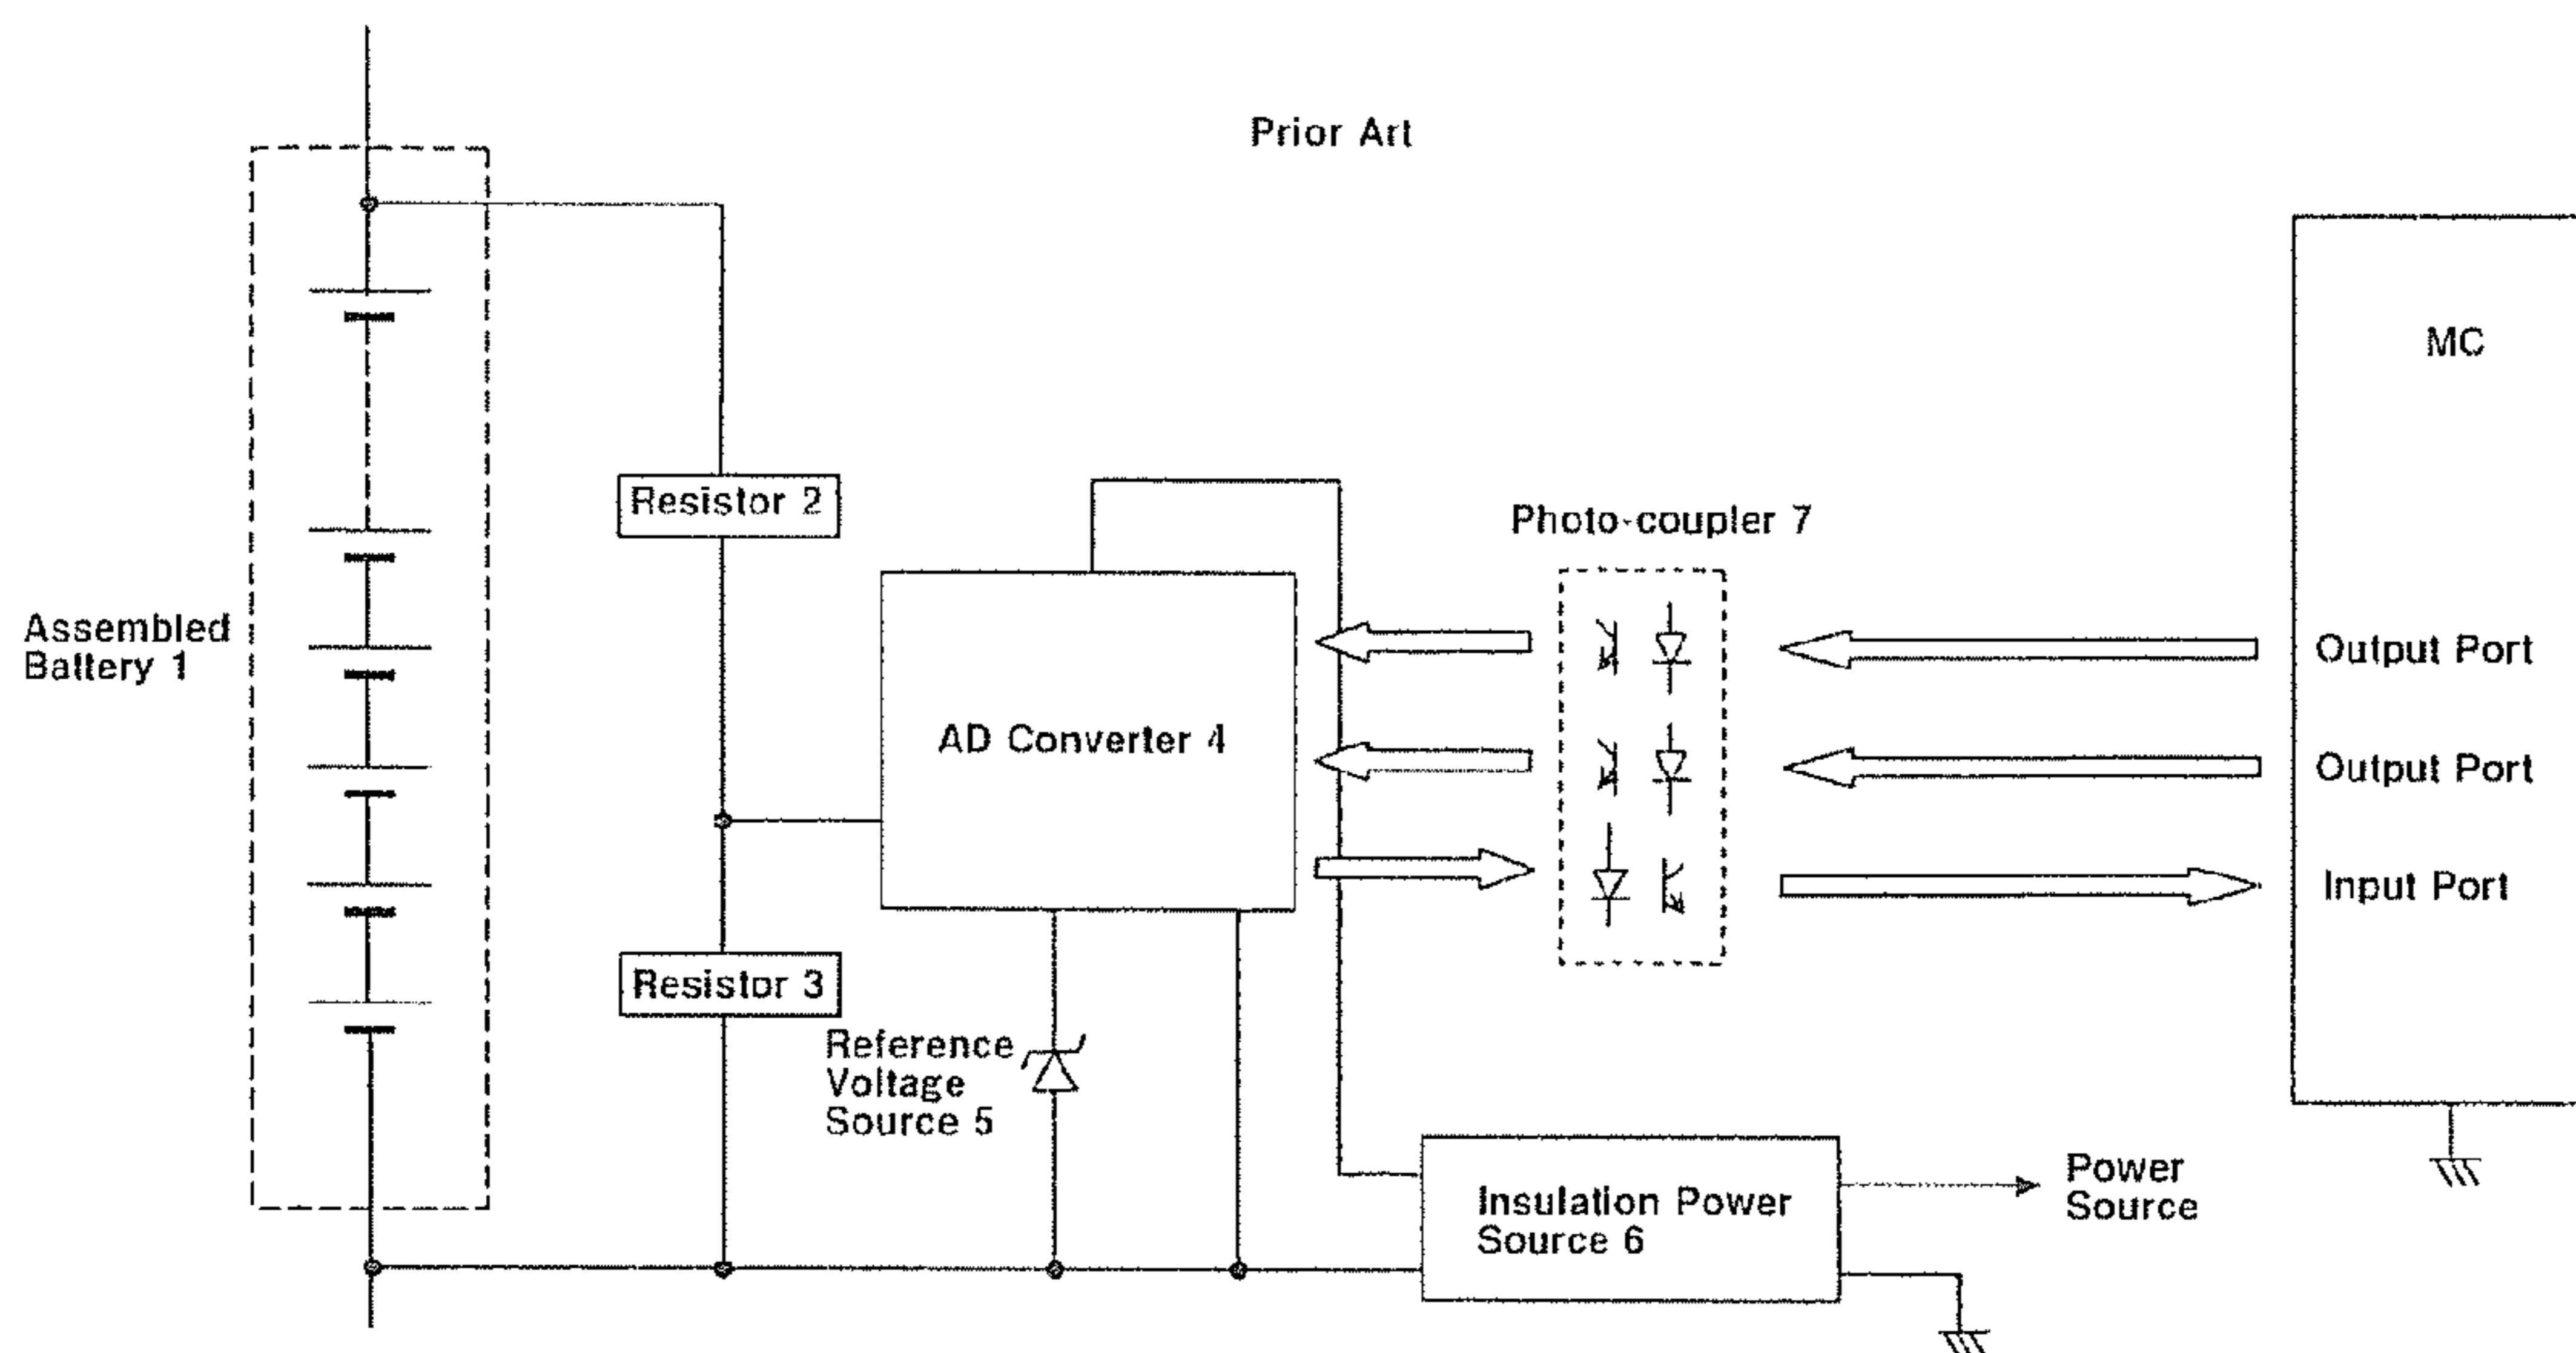 Prior Art
MC
Resistor 2
Photo-coupler 7
Assembled
Battery 1
Output Port
AD Converter 4
Output Port
Input Port
Resistor 3
Reference
Voltage
Source 5
Insulation Power
Source 6
Power
Source